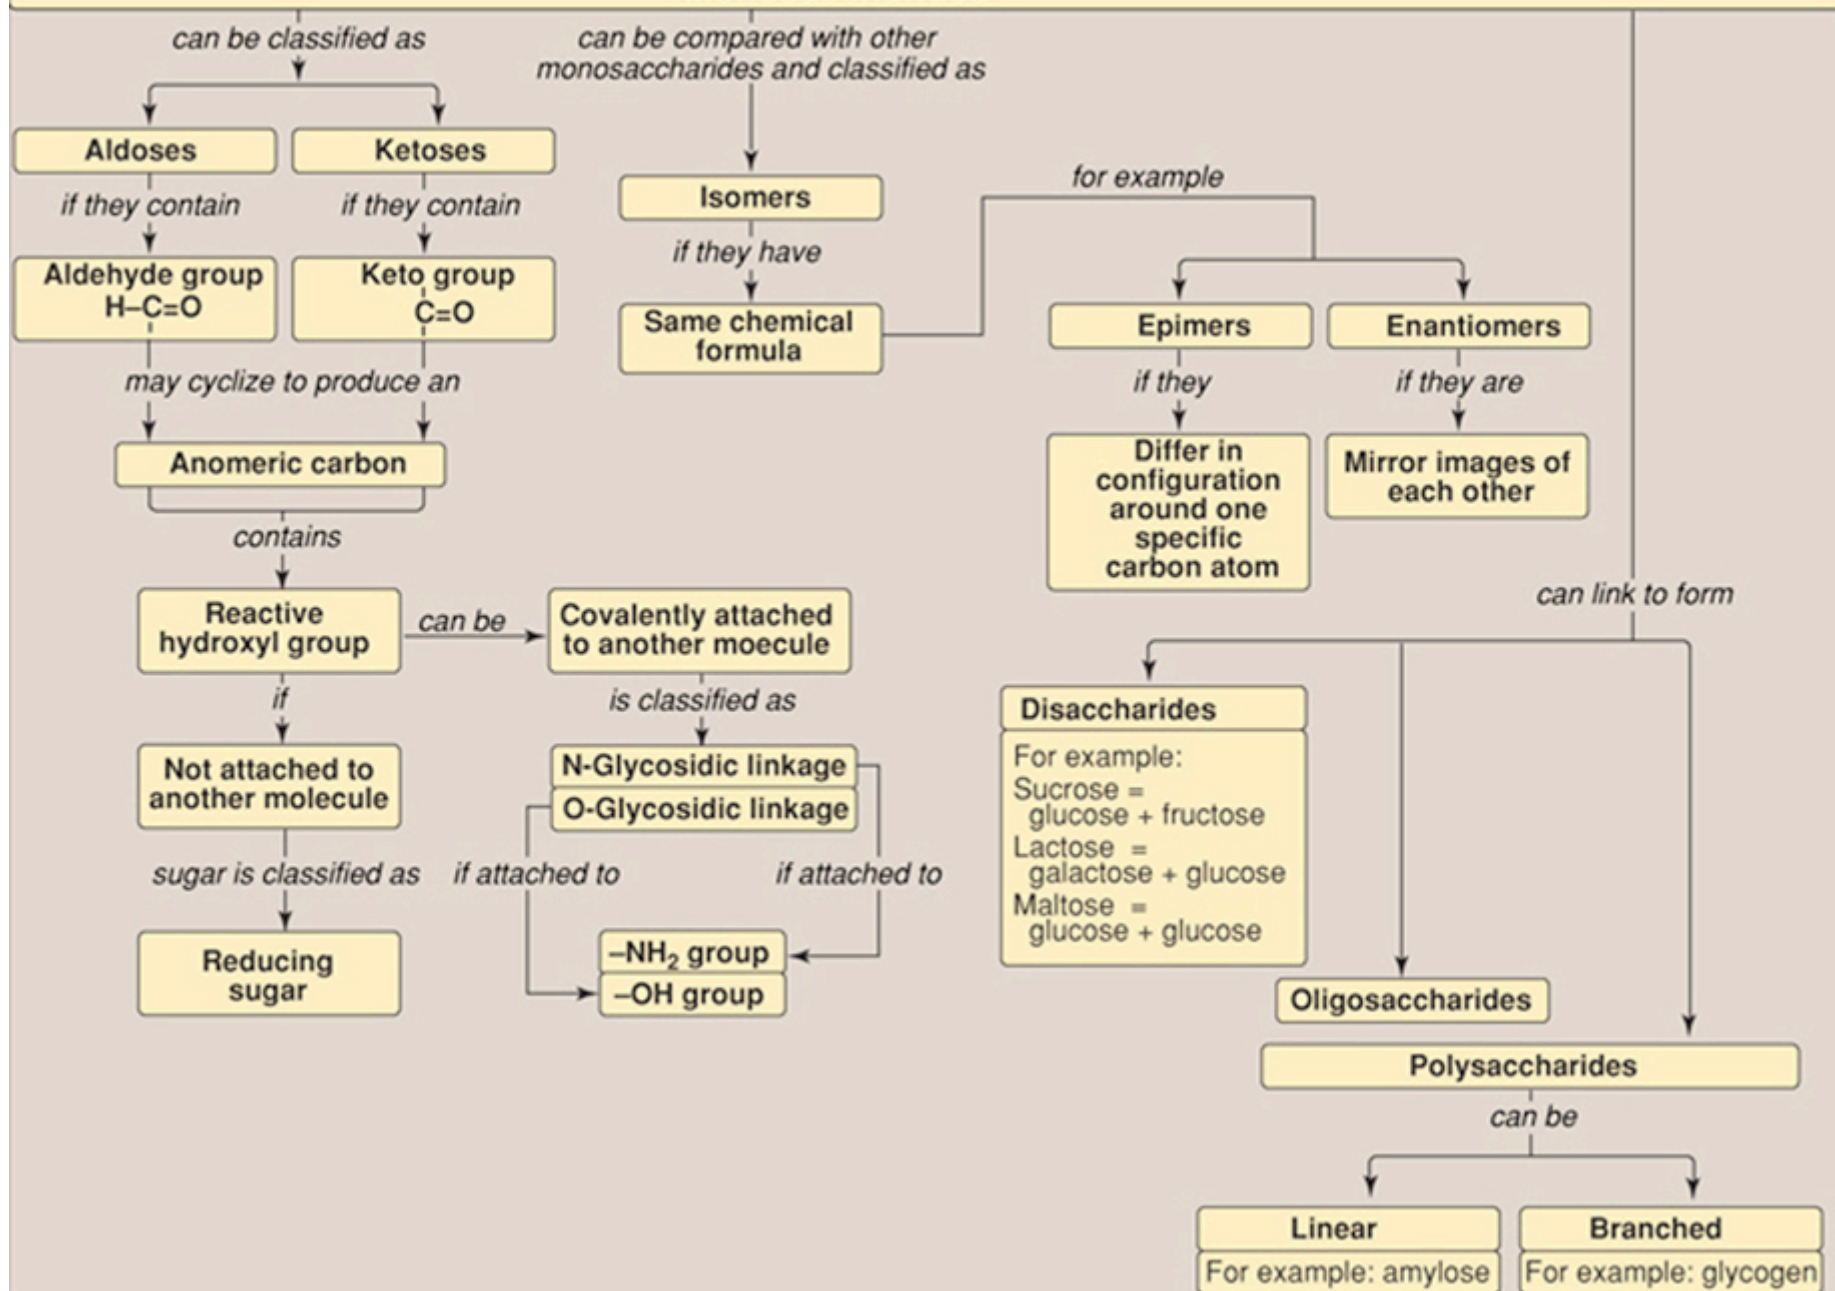 can be classified as
Aldoses
Ketoses
if they contain
if they contain
Aldehyde group
H–C=O
Keto group
C=O
may cyclize to produce an
Anomeric carbon
contains
Reactive
hydroxyl group
can be
Covalently attached
to another moecule
if
Not attached to
another molecule
sugar is classified as
Reducing
sugar
is classified as
N-Glycosidic linkage
O-Glycosidic linkage
if attached to
if attached to
–NH₂ group
–OH group
can be compared with other
monosaccharides and classified as
Isomers
if they have
Same chemical
formula
for example
Epimers
Enantiomers
if they
if they are
Differ in
configuration
around one
specific
carbon atom
Mirror images of
each other
can link to form
Disaccharides
For example:
Sucrose =
glucose + fructose
Lactose =
galactose + glucose
Maltose =
glucose + glucose
Oligosaccharides
Polysaccharides
can be
Linear
For example: amylose
Branched
For example: glycogen